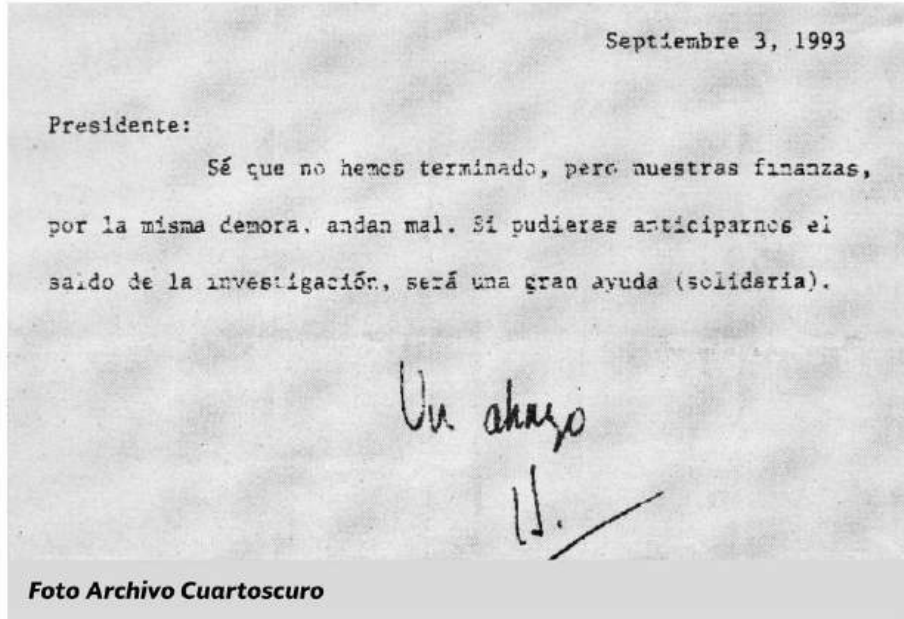 Septiembre 3, 1993
Presidente:
Sé que no hemos terminado, pero nuestras finanzas,
por la misma demora, andan mal. Si pudieras anticiparnos el
saldo de la investigación, será una gran ayuda (solidaria).
Un abrazo
H.
Foto Archivo Cuartoscuro